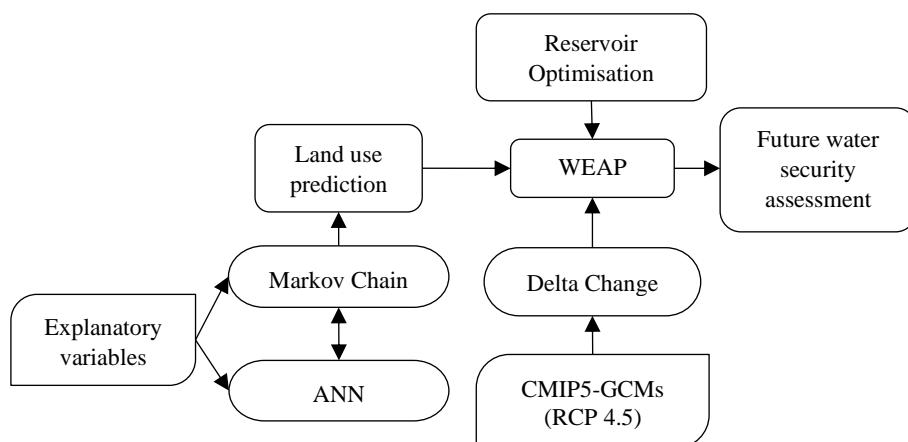 Reservoir
Optimisation
Land use
prediction
WEAP
Future water
security
assessment
Markov Chain
Delta Change
Explanatory
variables
ANN
CMIP5-GCMs
(RCP 4.5)